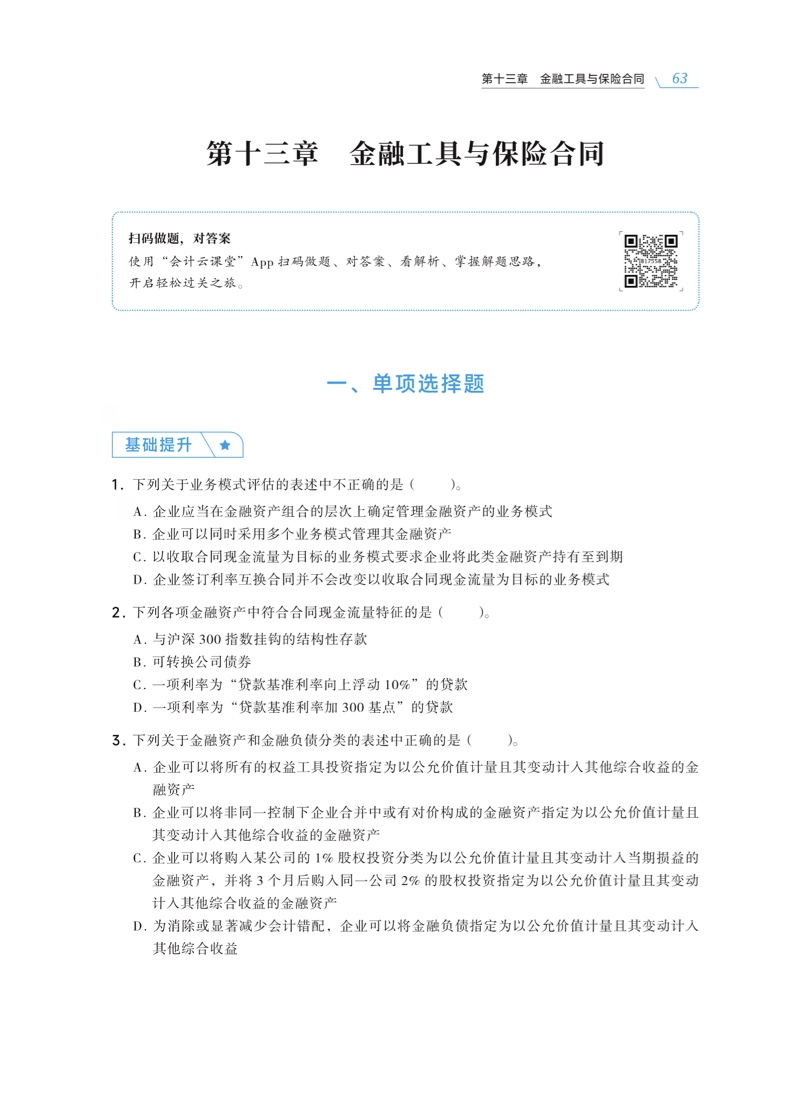 第十三章 金融工具与保险合同 63
第十三章 金融工具与保险合同
扫码做题，对答案
使用“会计云课堂”App 扫码做题、对答案、看解析、掌握解题思路，
开启轻松过关之旅。
一、单项选择题
基础提升 ★
1. 下列关于业务模式评估的表述中不正确的是（　　）。
A. 企业应当在金融资产组合的层次上确定管理金融资产的业务模式
B. 企业可以同时采用多个业务模式管理其金融资产
C. 以收取合同现金流量为目标的业务模式要求企业将此类金融资产持有至到期
D. 企业签订利率互换合同并不会改变以收取合同现金流量为目标的业务模式
2. 下列各项金融资产中符合合同现金流量特征的是（　　）。
A. 与沪深 300 指数挂钩的结构性存款
B. 可转换公司债券
C. 一项利率为“贷款基准利率向上浮动 10%”的贷款
D. 一项利率为“贷款基准利率加 300 基点”的贷款
3. 下列关于金融资产和金融负债分类的表述中正确的是（　　）。
A. 企业可以将所有的权益工具投资指定为以公允价值计量且其变动计入其他综合收益的金
融资产
B. 企业可以将非同一控制下企业合并中或有对价构成的金融资产指定为以公允价值计量且
其变动计入其他综合收益的金融资产
C. 企业可以将购入某公司的 1% 股权投资分类为以公允价值计量且其变动计入当期损益的
金融资产，并将 3 个月后购入同一公司 2% 的股权投资指定为以公允价值计量且其变动
计入其他综合收益的金融资产
D. 为消除或显著减少会计错配，企业可以将金融负债指定为以公允价值计量且其变动计入
其他综合收益